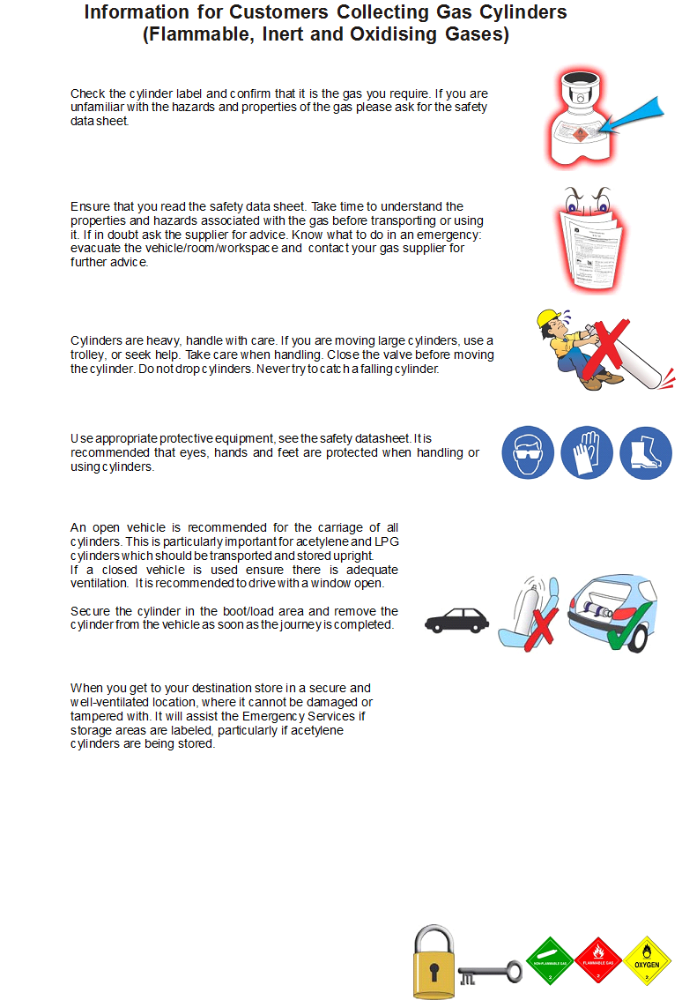 Information for Customers Collecting Gas Cylinders
(Flammable, Inert and Oxidising Gases)
Check the cylinder label and confirm that it is the gas you require. If you are
unfamiliar with the hazards and properties of the gas please ask for the safety
data sheet.
Ensure that you read the safety data sheet. Take time to understand the
properties and hazards associated with the gas before transporting or using
it. If in doubt ask the supplier for advice. Know what to do in an emergency:
evacuate the vehicle/room/workspace and contact your gas supplier for
further advice.
Cylinders are heavy, handle with care. If you are moving large cylinders, use a
trolley, or seek help. Take care when handling. Close the valve before moving
the cylinder. Do not drop cylinders. Never try to catch a falling cylinder.
Use appropriate protective equipment, see the safety datasheet. It is
recommended that eyes, hands and feet are protected when handling or
using cylinders.
An open vehicle is recommended for the carriage of all
cylinders. This is particularly important for acetylene and LPG
cylinders which should be transported and stored upright.
If a closed vehicle is used ensure there is adequate
ventilation. It is recommended to drive with a window open.
Secure the cylinder in the boot/load area and remove the
cylinder from the vehicle as soon as the journey is completed.
When you get to your destination store in a secure and
well-ventilated location, where it cannot be damaged or
tampered with. It will assist the Emergency Services if
storage areas are labeled, particularly if acetylene
cylinders are being stored.
NON-FLAMMABLE GAS
2
FLAMMABLE GAS
2
OXYGEN
2